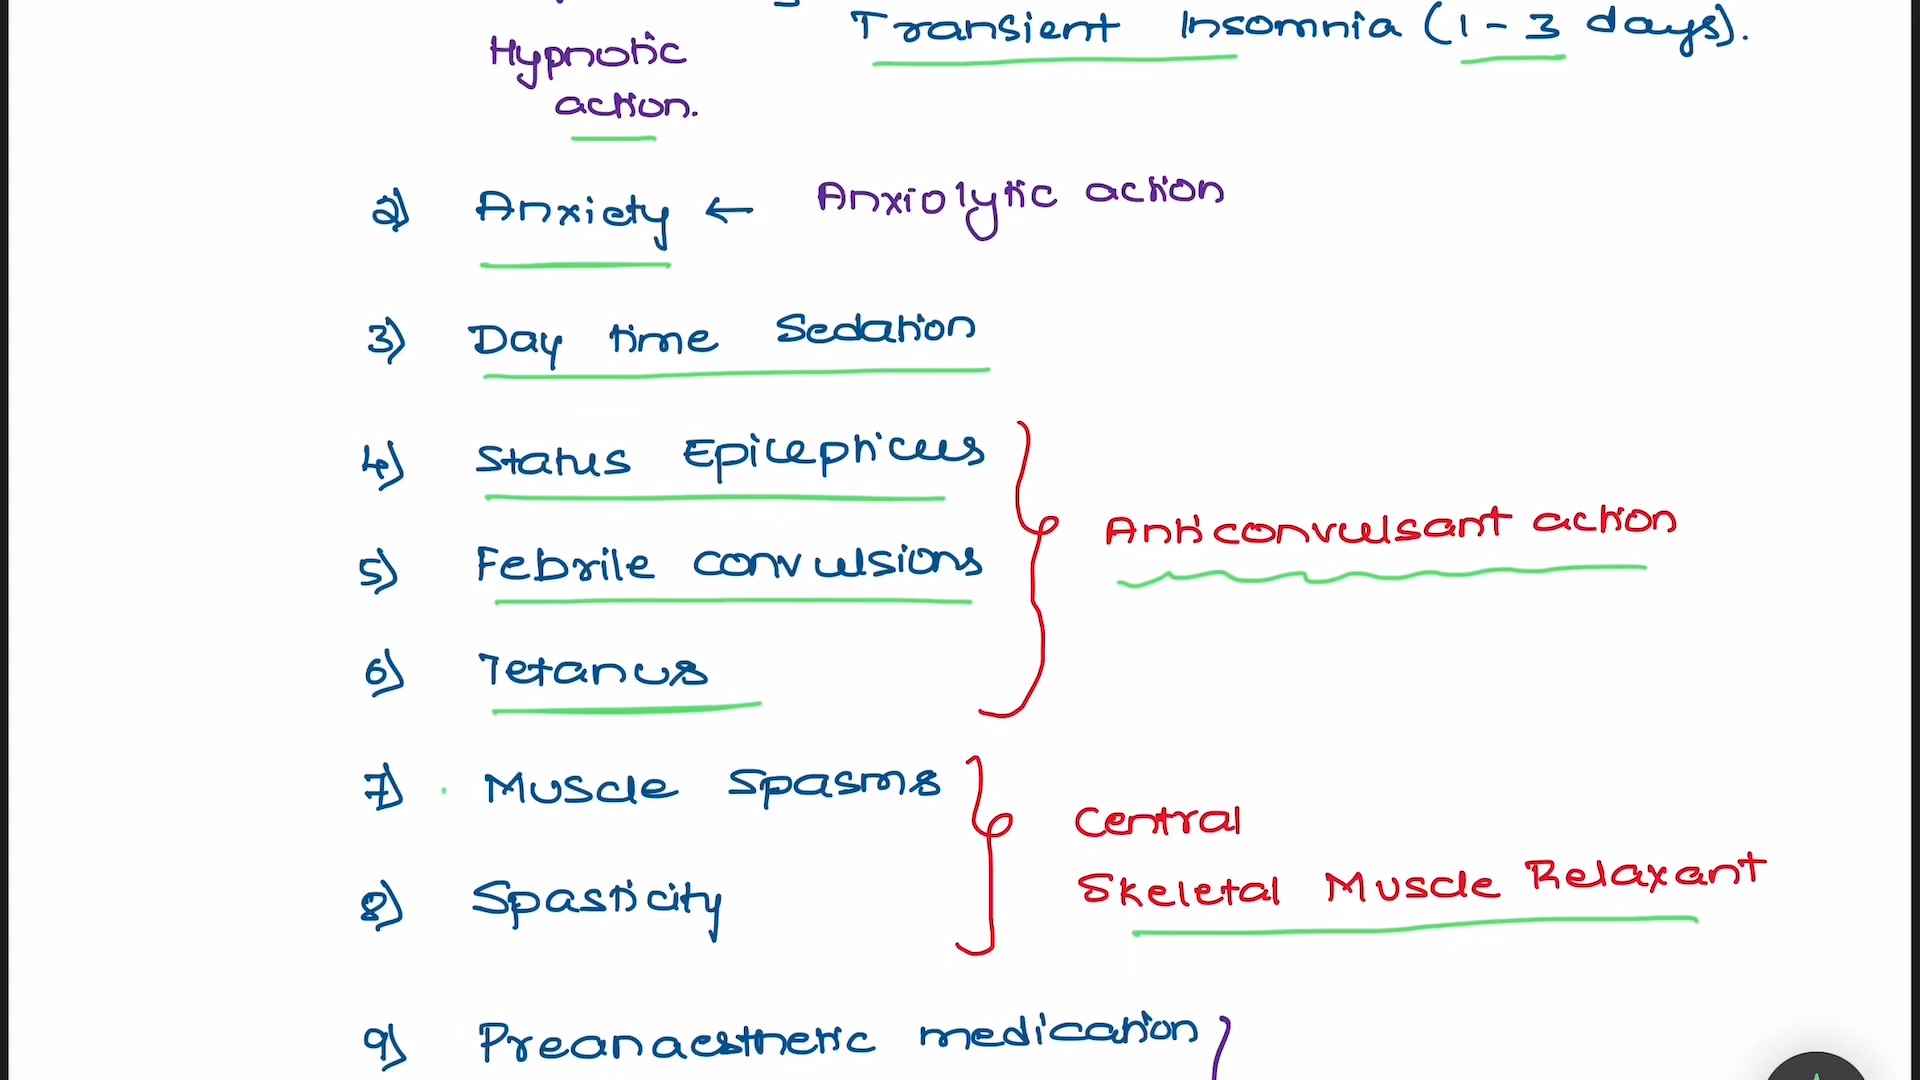 Transient Insomnia (1 - 3 days).
Hypnotic
action.
2) Anxiety ← Anxiolytic action
3) Day time Sedation
4) Status Epilepticus
5) Febrile convulsions
Anticonvulsant action
6) Tetanus
7) Muscle Spasms
Central
Skeletal Muscle Relaxant
8) Spasticity
9) Preanaesthetic medication